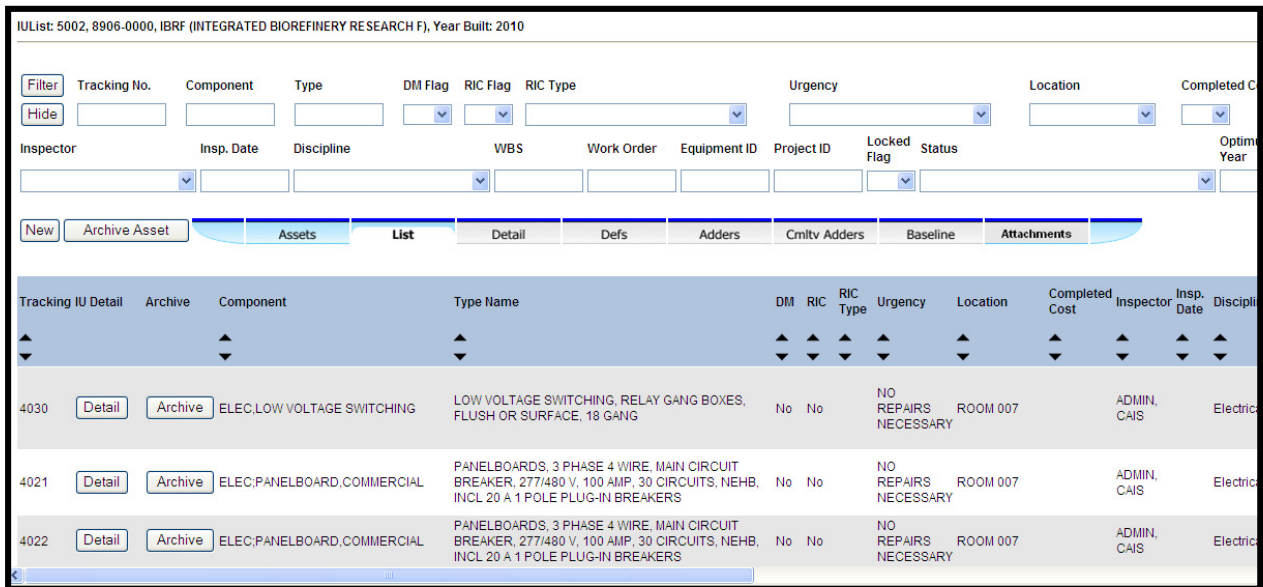 IUList: 5002, 8906-0000, IBRF (INTEGRATED BIOREFINERY RESEARCH F), Year Built: 2010
Filter Tracking No. Component Type DM Flag RIC Flag RIC Type Urgency Location Completed Co
Hide
Inspector Insp. Date Discipline WBS Work Order Equipment ID Project ID Locked Flag Status Optimu Year
New Archive Asset Assets List Detail Defs Adders Cmltv Adders Baseline Attachments
Tracking IU Detail Archive Component Type Name DM RIC RIC Type Urgency Location Completed Cost Inspector Insp. Date Discipli
4030 Detail Archive ELEC,LOW VOLTAGE SWITCHING LOW VOLTAGE SWITCHING, RELAY GANG BOXES, FLUSH OR SURFACE, 18 GANG No No NO REPAIRS NECESSARY ROOM 007 ADMIN, CAIS Electrica
4021 Detail Archive ELEC;PANELBOARD,COMMERCIAL PANELBOARDS, 3 PHASE 4 WIRE, MAIN CIRCUIT BREAKER, 277/480 V, 100 AMP, 30 CIRCUITS, NEHB, INCL 20 A 1 POLE PLUG-IN BREAKERS No No NO REPAIRS NECESSARY ROOM 007 ADMIN, CAIS Electrica
4022 Detail Archive ELEC;PANELBOARD,COMMERCIAL PANELBOARDS, 3 PHASE 4 WIRE, MAIN CIRCUIT BREAKER, 277/480 V, 100 AMP, 30 CIRCUITS, NEHB, INCL 20 A 1 POLE PLUG-IN BREAKERS No No NO REPAIRS NECESSARY ROOM 007 ADMIN, CAIS Electrica